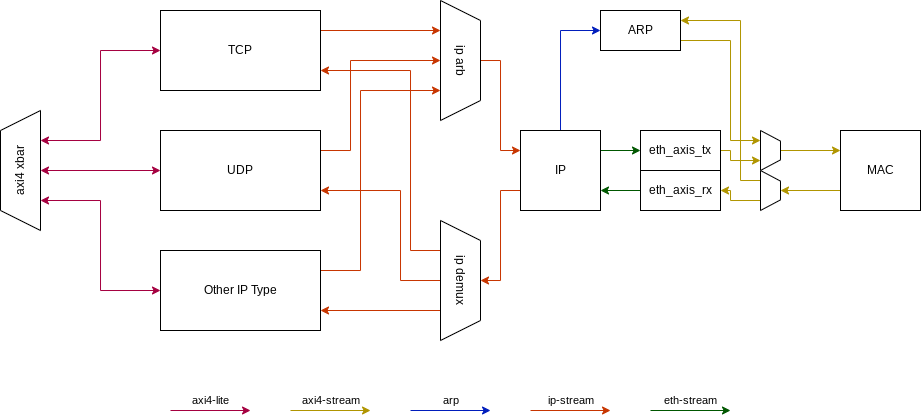 TCP
ip arb
ARP
axi4 xbar
UDP
IP
eth_axis_tx
eth_axis_rx
MAC
Other IP Type
ip demux
axi4-lite
axi4-stream
arp
ip-stream
eth-stream